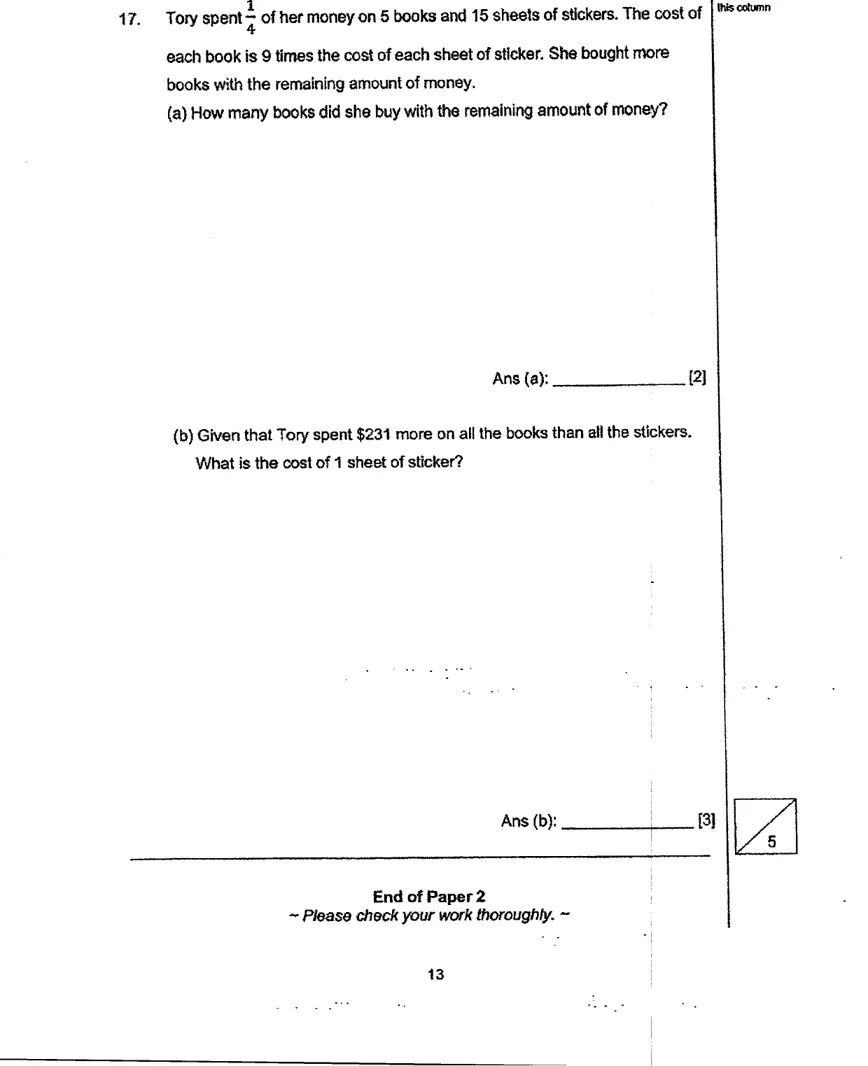 this column
17. Tory spent 1/4 of her money on 5 books and 15 sheets of stickers. The cost of
each book is 9 times the cost of each sheet of sticker. She bought more
books with the remaining amount of money.
(a) How many books did she buy with the remaining amount of money?
Ans (a): ______________ [2]
(b) Given that Tory spent $231 more on all the books than all the stickers.
What is the cost of 1 sheet of sticker?
Ans (b): ______________ [3]
5
End of Paper 2
~ Please check your work thoroughly. ~
13